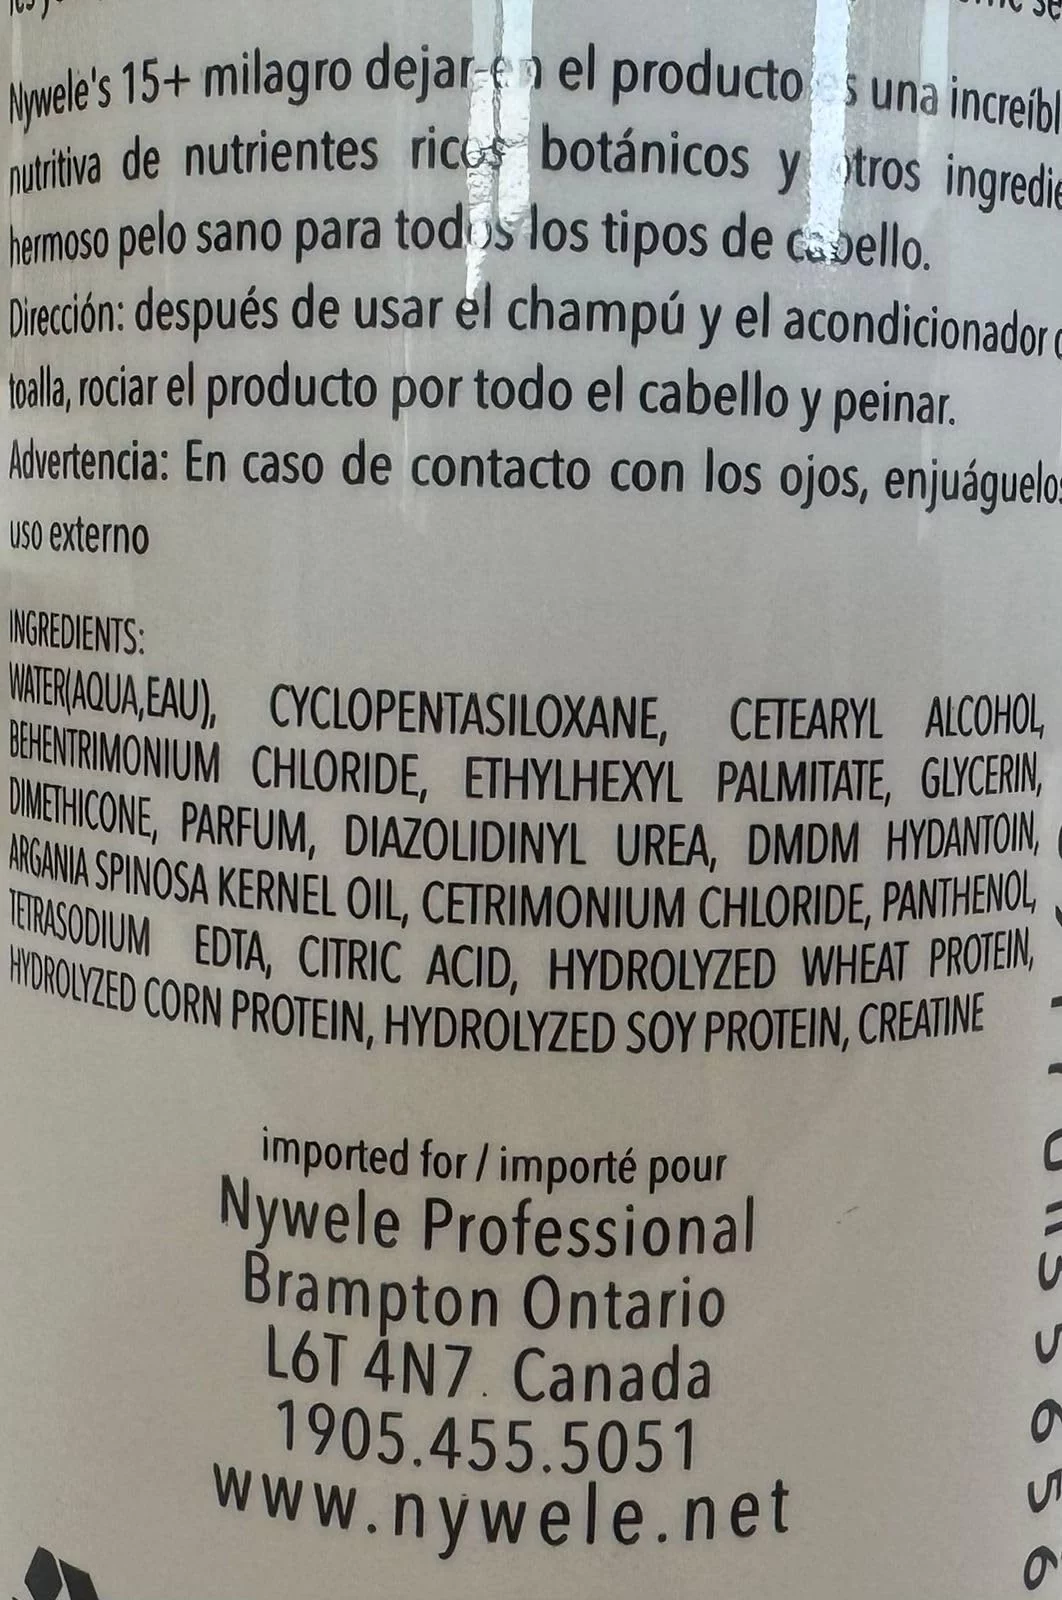 Nywele's 15+ milagro dejar-en el producto es una
nutritiva de nutrientes ricos botánicos y otros
hermoso pelo sano para todos los tipos de cabello.
Dirección: después de usar el champú y el acondicionador
toalla, rociar el producto por todo el cabello y peinar.
Advertencia: En caso de contacto con los ojos,
uso externo
INGREDIENTS:
WATER(AQUA,EAU), CYCLOPENTASILOXANE, CETEARYL ALCOHOL,
BEHENTRIMONIUM CHLORIDE, ETHYLHEXYL PALMITATE, GLYCERIN,
DIMETHICONE, PARFUM, DIAZOLIDINYL UREA, DMDM HYDANTOIN,
ARGANIA SPINOSA KERNEL OIL, CETRIMONIUM CHLORIDE, PANTHENOL,
TETRASODIUM EDTA, CITRIC ACID, HYDROLYZED WHEAT PROTEIN,
HYDROLYZED CORN PROTEIN, HYDROLYZED SOY PROTEIN, CREATINE
imported for / importé pour
Nywele Professional
Brampton Ontario
L6T 4N7. Canada
1905.455.5051
www.nywele.net